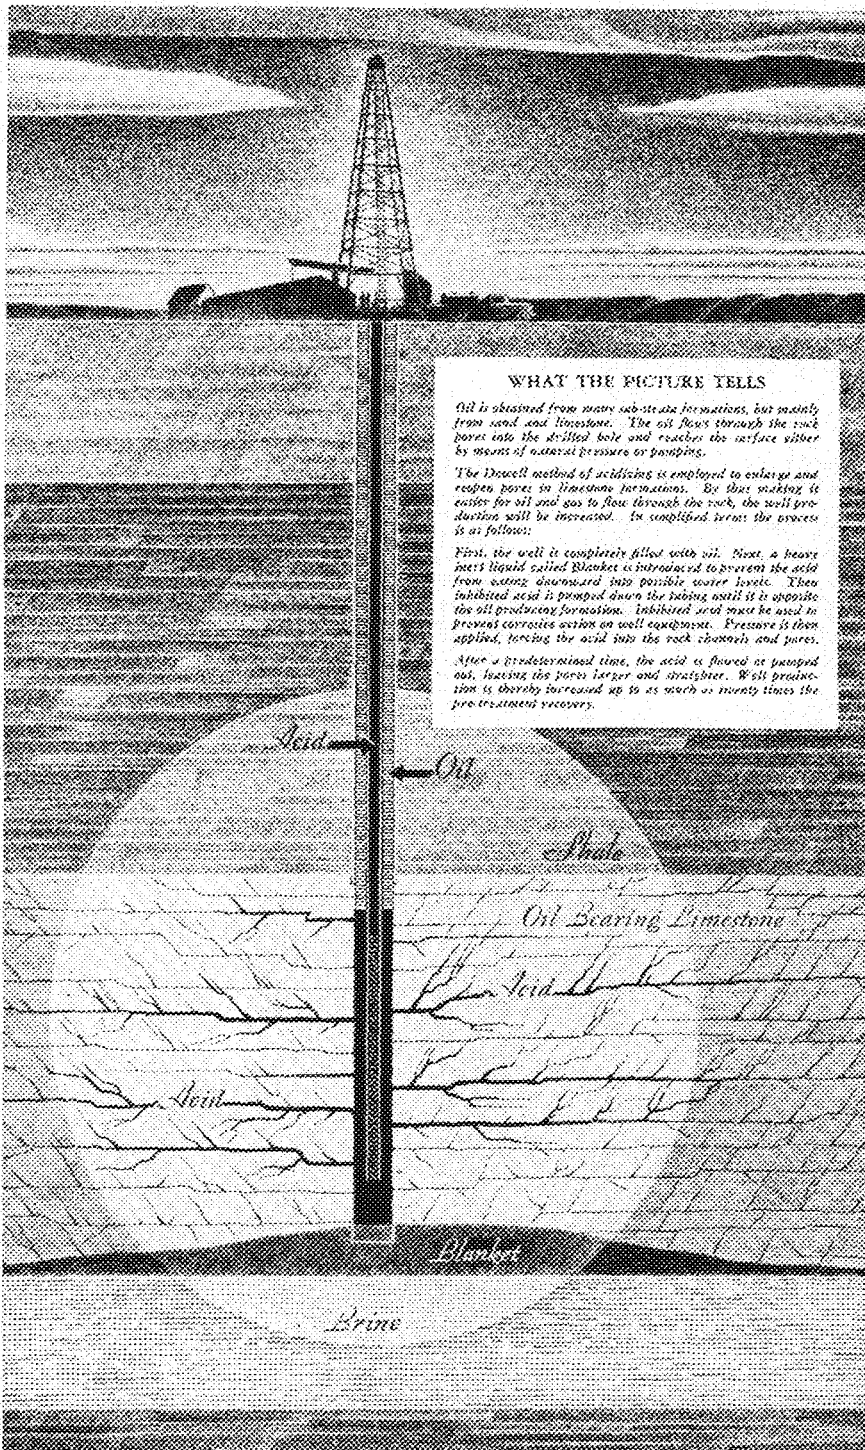 WHAT THE PICTURE TELLS
Oil is obtained from many sub-strata formations, but mainly
from sand and limestone. The oil flows through the rock
pores into the drilled hole and reaches the surface either
by means of natural pressure or pumping.
The Dowell method of acidizing is employed to enlarge and
reopen pores in limestone formations. By thus making it
easier for oil and gas to flow through the rock, the well pro-
duction will be increased. In simplified terms the process
is as follows:
First, the well is completely filled with oil. Next, a heavy
inert liquid called Blanket is introduced to prevent the acid
from eating downward into possible water levels. Then
inhibited acid is pumped down the tubing until it is opposite
the oil producing formation. Inhibited acid must be used to
prevent corrosive action on well equipment. Pressure is then
applied, forcing the acid into the rock channels and pores.
After a predetermined time, the acid is flowed or pumped
out, leaving the pores larger and straighter. Well produc-
tion is thereby increased up to as much as twenty times the
pre-treatment recovery.
Acid
Oil
Shale
Oil Bearing Limestone
Acid
Acid
Blanket
Brine